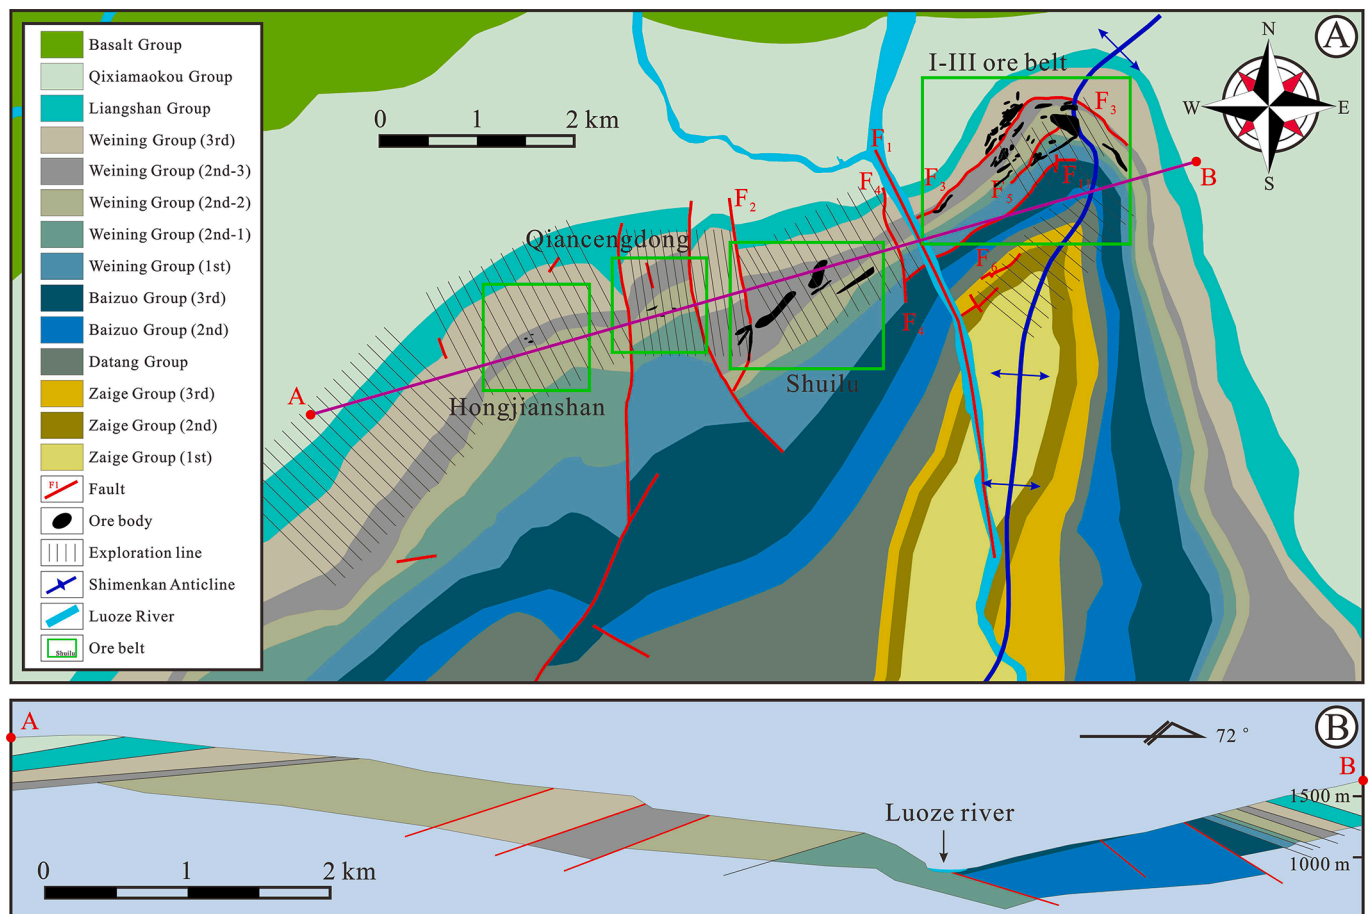 Basalt Group
Qixiamaokou Group
Liangshan Group
Weining Group (3rd)
Weining Group (2nd-3)
Weining Group (2nd-2)
Weining Group (2nd-1)
Weining Group (1st)
Baizuo Group (3rd)
Baizuo Group (2nd)
Datang Group
Zaige Group (3rd)
Zaige Group (2nd)
Zaige Group (1st)
F1
Fault
Ore body
Exploration line
Shimenkan Anticline
Luoze River
Shuilu
Ore belt
A
N
W
E
S
0 1 2 km
I-III ore belt
F3
F1
F4
F3
F5
B
F2
Qiancengdong
F4
A
Hongjianshan
Shuilu
A
B
72 °
B
1500 m
Luoze river
1000 m
0 1 2 km